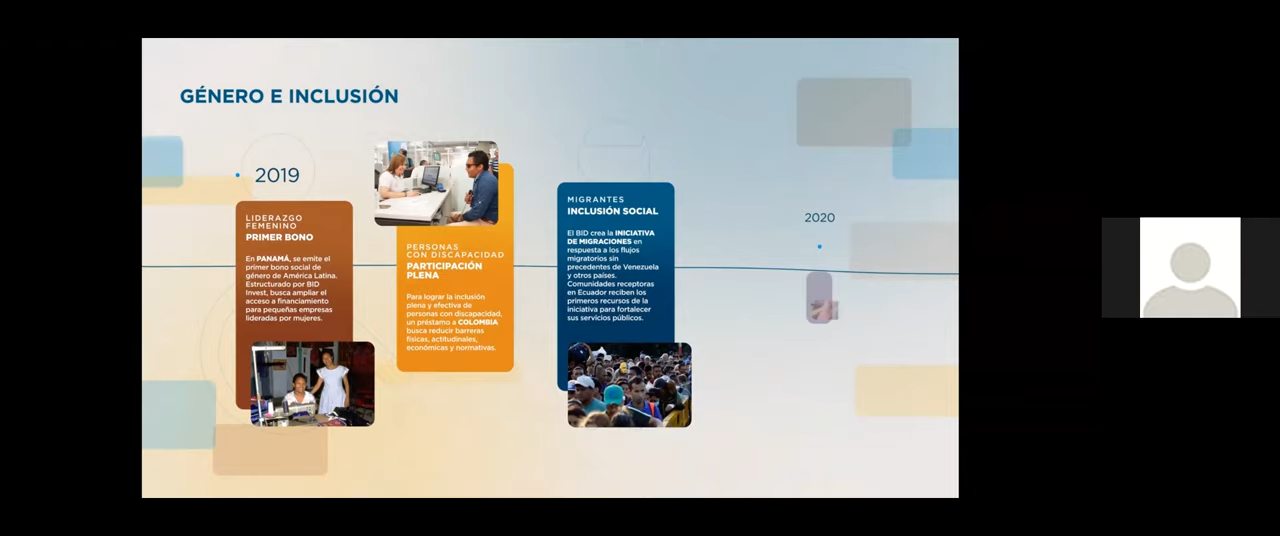 GÉNERO E INCLUSIÓN
2019
LIDERAZGO
FEMENINO
PRIMER BONO
En PANAMÁ, se emite el
primer bono social de
género de América Latina.
Estructurado por BID
Invest, busca ampliar el
acceso a financiamiento
para pequeñas empresas
lideradas por mujeres.
PERSONAS
CON DISCAPACIDAD
PARTICIPACIÓN
PLENA
Para lograr la inclusión
plena y efectiva de
personas con discapacidad,
un préstamo a COLOMBIA
busca reducir barreras
físicas, actitudinales,
económicas y normativas.
MIGRANTES
INCLUSIÓN SOCIAL
El BID crea la INICIATIVA
DE MIGRACIONES en
respuesta a los flujos
migratorios sin
precedentes de Venezuela
y otros países.
Comunidades receptoras
en Ecuador reciben los
primeros recursos de la
iniciativa para fortalecer
sus servicios públicos.
2020